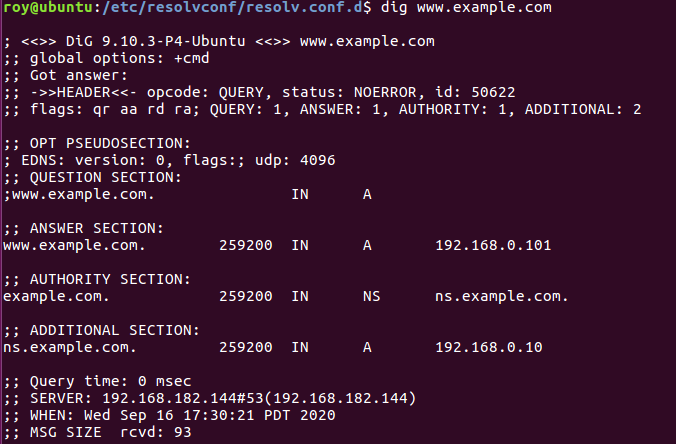 roy@ubuntu:/etc/resolvconf/resolv.conf.d$ dig www.example.com
; <<>> DiG 9.10.3-P4-Ubuntu <<>> www.example.com
;; global options: +cmd
;; Got answer:
;; ->>HEADER<<- opcode: QUERY, status: NOERROR, id: 50622
;; flags: qr aa rd ra; QUERY: 1, ANSWER: 1, AUTHORITY: 1, ADDITIONAL: 2
;; OPT PSEUDOSECTION:
; EDNS: version: 0, flags:; udp: 4096
;; QUESTION SECTION:
;www.example.com. IN A
;; ANSWER SECTION:
www.example.com. 259200 IN A 192.168.0.101
;; AUTHORITY SECTION:
example.com. 259200 IN NS ns.example.com.
;; ADDITIONAL SECTION:
ns.example.com. 259200 IN A 192.168.0.10
;; Query time: 0 msec
;; SERVER: 192.168.182.144#53(192.168.182.144)
;; WHEN: Wed Sep 16 17:30:21 PDT 2020
;; MSG SIZE rcvd: 93